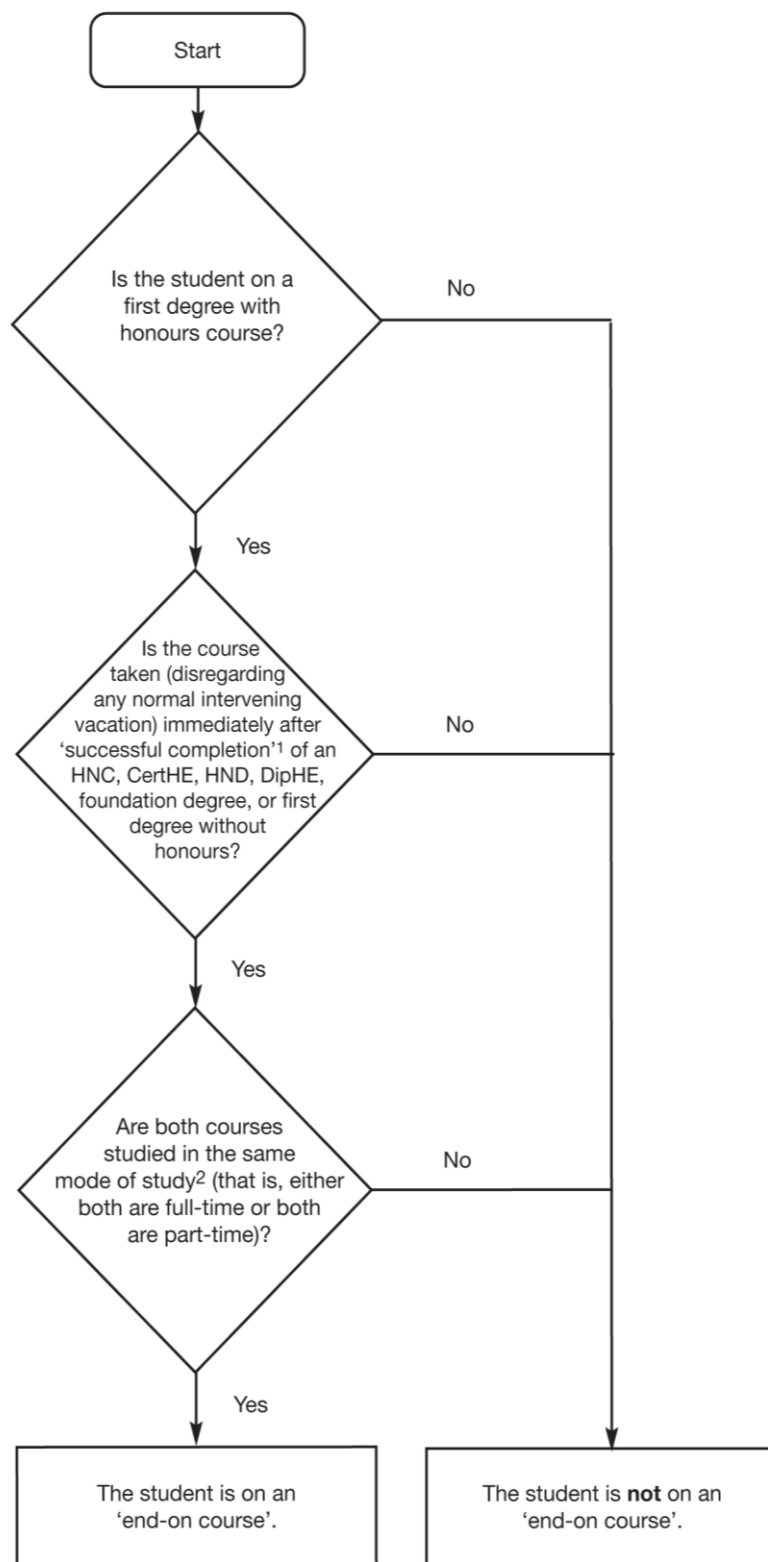 Start
Is the student on a
first degree with
honours course?
No
Yes
Is the course
taken (disregarding
any normal intervening
vacation) immediately after
‘successful completion’¹ of an
HNC, CertHE, HND, DipHE,
foundation degree, or first
degree without
honours?
No
Yes
Are both courses
studied in the same
mode of study² (that is, either
both are full-time or both
are part-time)?
No
Yes
The student is on an
‘end-on course’.
The student is not on an
‘end-on course’.